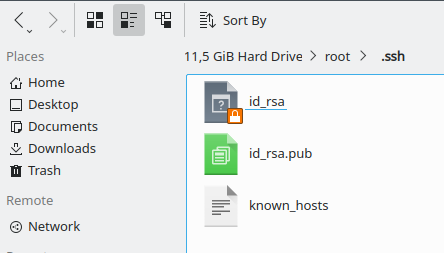 Sort By
Places
11,5 GiB Hard Drive > root > .ssh
Home
Desktop
Documents
Downloads
Trash
Remote
Network
id_rsa
id_rsa.pub
known_hosts